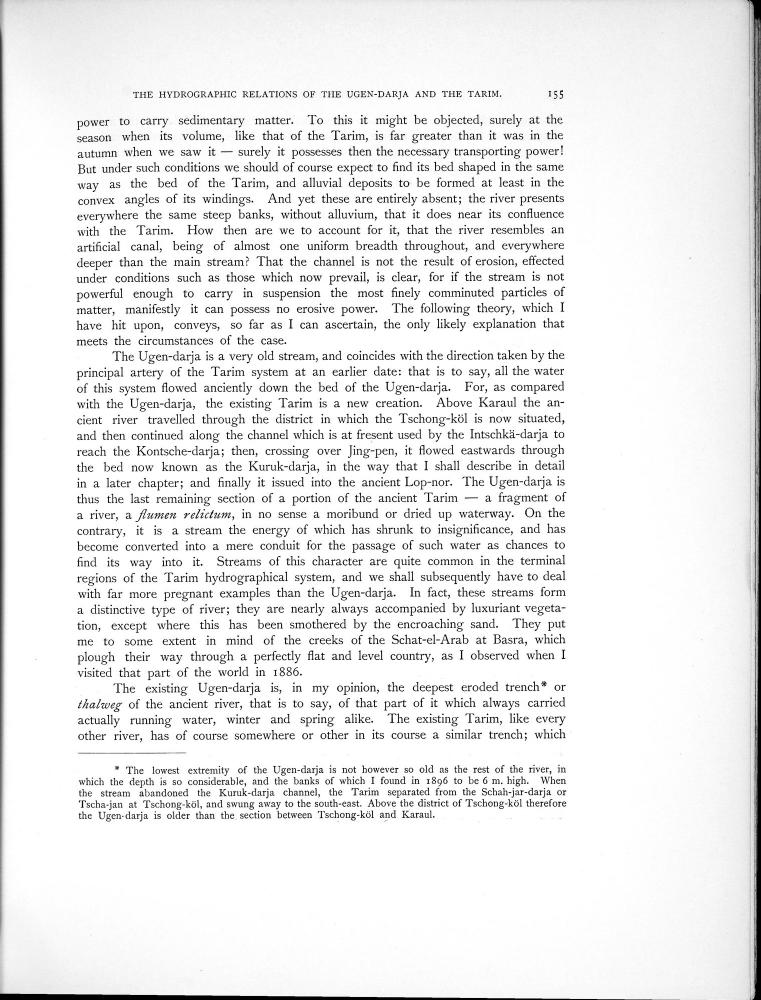 THE HYDROGRAPHIC RELATIONS OF THE UGEN-DARJA AND THE TARIM. 155
power to carry sedimentary matter. To this it might be objected, surely at the
season when its volume, like that of the Tarim, is far greater than it was in the
autumn when we saw it — surely it possesses then the necessary transporting power!
But under such conditions we should of course expect to find its bed shaped in the same
way as the bed of the Tarim, and alluvial deposits to be formed at least in the
convex angles of its windings. And yet these are entirely absent; the river presents
everywhere the same steep banks, without alluvium, that it does near its confluence
with the Tarim. How then are we to account for it, that the river resembles an
artificial canal, being of almost one uniform breadth throughout, and everywhere
deeper than the main stream? That the channel is not the result of erosion, effected
under conditions such as those which now prevail, is clear, for if the stream is not
powerful enough to carry in suspension the most finely comminuted particles of
matter, manifestly it can possess no erosive power. The following theory, which I
have hit upon, conveys, so far as I can ascertain, the only likely explanation that
meets the circumstances of the case.
The Ugen-darja is a very old stream, and coincides with the direction taken by the
principal artery of the Tarim system at an earlier date: that is to say, all the water
of this system flowed anciently down the bed of the Ugen-darja. For, as compared
with the Ugen-darja, the existing Tarim is a new creation. Above Karaul the an-
cient river travelled through the district in which the Tschong-köl is now situated,
and then continued along the channel which is at fresent used by the Intschkä-darja to
reach the Kontsche-darja; then, crossing over Jing-pen, it flowed eastwards through
the bed now known as the Kuruk-darja, in the way that I shall describe in detail
in a later chapter; and finally it issued into the ancient Lop-nor. The Ugen-darja is
thus the last remaining section of a portion of the ancient Tarim — a fragment of
a river, a flumen relictum, in no sense a moribund or dried up waterway. On the
contrary, it is a stream the energy of which has shrunk to insignificance, and has
become converted into a mere conduit for the passage of such water as chances to
find its way into it. Streams of this character are quite common in the terminal
regions of the Tarim hydrographical system, and we shall subsequently have to deal
with far more pregnant examples than the Ugen-darja. In fact, these streams form
a distinctive type of river; they are nearly always accompanied by luxuriant vegeta-
tion, except where this has been smothered by the encroaching sand. They put
me to some extent in mind of the creeks of the Schat-el-Arab at Basra, which
plough their way through a perfectly flat and level country, as I observed when I
visited that part of the world in 1886.
The existing Ugen-darja is, in my opinion, the deepest eroded trench* or
thalweg of the ancient river, that is to say, of that part of it which always carried
actually running water, winter and spring alike. The existing Tarim, like every
other river, has of course somewhere or other in its course a similar trench; which
* The lowest extremity of the Ugen-darja is not however so old as the rest of the river, in
which the depth is so considerable, and the banks of which I found in 1896 to be 6 m. high. When
the stream abandoned the Kuruk-darja channel, the Tarim separated from the Schah-jar-darja or
Tscha-jan at Tschong-köl, and swung away to the south-east. Above the district of Tschong-köl therefore
the Ugen-darja is older than the section between Tschong-köl and Karaul.